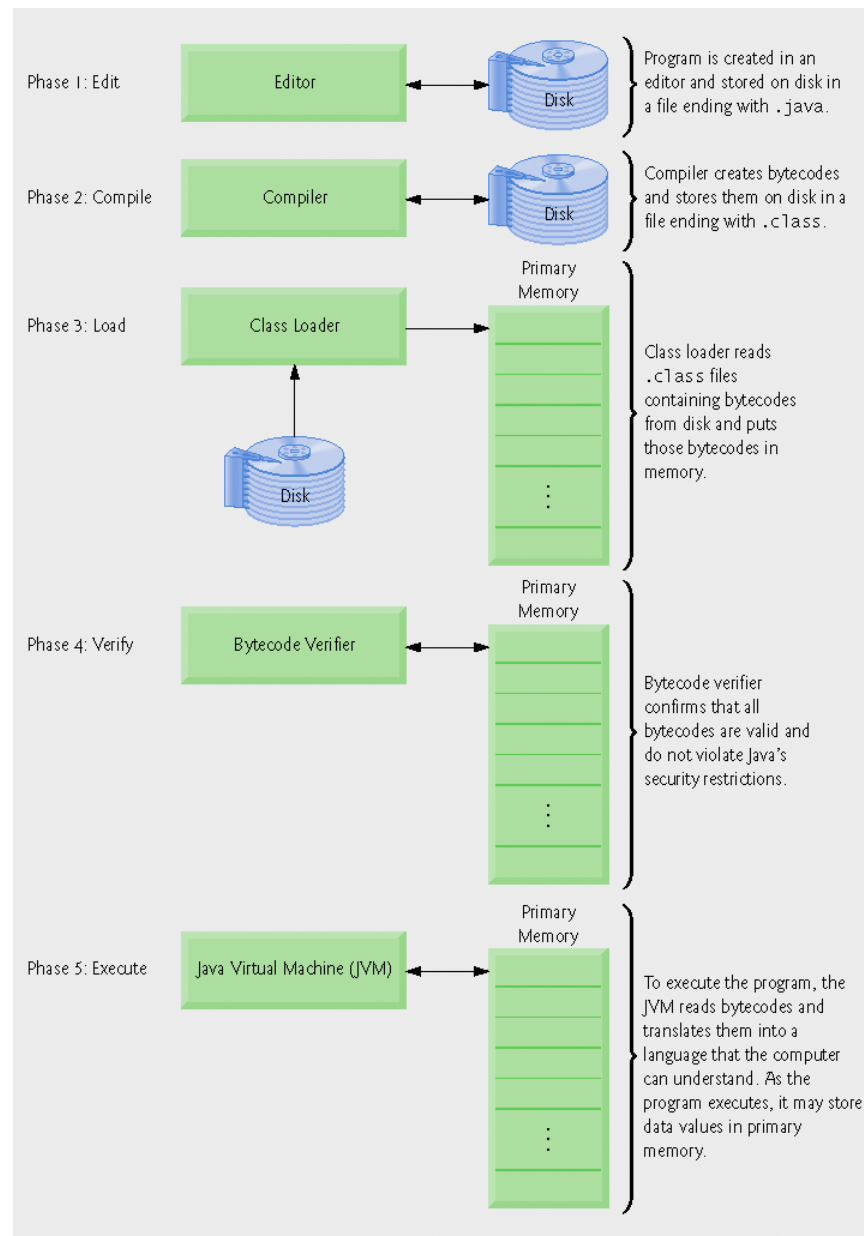 Phase 1: Edit
Editor
Disk
Program is created in an
editor and stored on disk in
a file ending with .java.
Phase 2: Compile
Compiler
Disk
Compiler creates bytecodes
and stores them on disk in a
file ending with .class.
Phase 3: Load
Class Loader
Disk
Primary
Memory
Class loader reads
.class files
containing bytecodes
from disk and puts
those bytecodes in
memory.
Phase 4: Verify
Bytecode Verifier
Primary
Memory
Bytecode verifier
confirms that all
bytecodes are valid and
do not violate Java's
security restrictions.
Phase 5: Execute
Java Virtual Machine (JVM)
Primary
Memory
To execute the program, the
JVM reads bytecodes and
translates them into a
language that the computer
can understand. As the
program executes, it may store
data values in primary
memory.